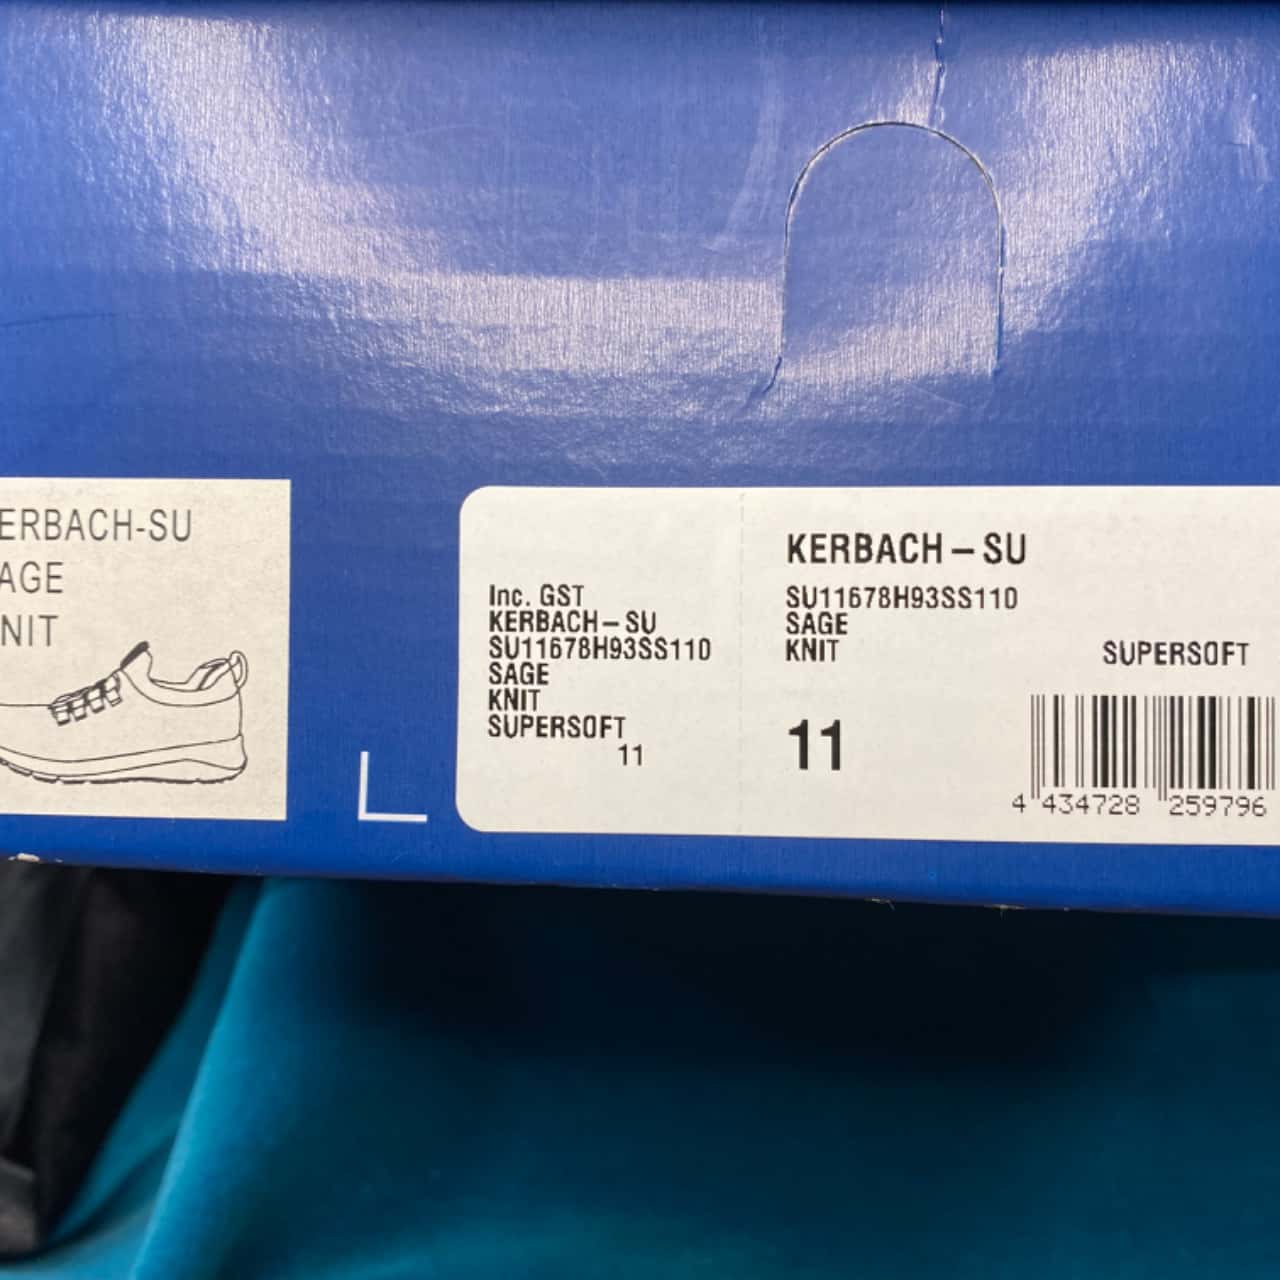 ERBACH-SU
AGE
NIT
Inc. GST
KERBACH-SU
SU11678H93SS110
SAGE
KNIT
SUPERSOFT
11
KERBACH-SU
SU11678H93SS110
SAGE
KNIT
SUPERSOFT
11
4 434728 259796